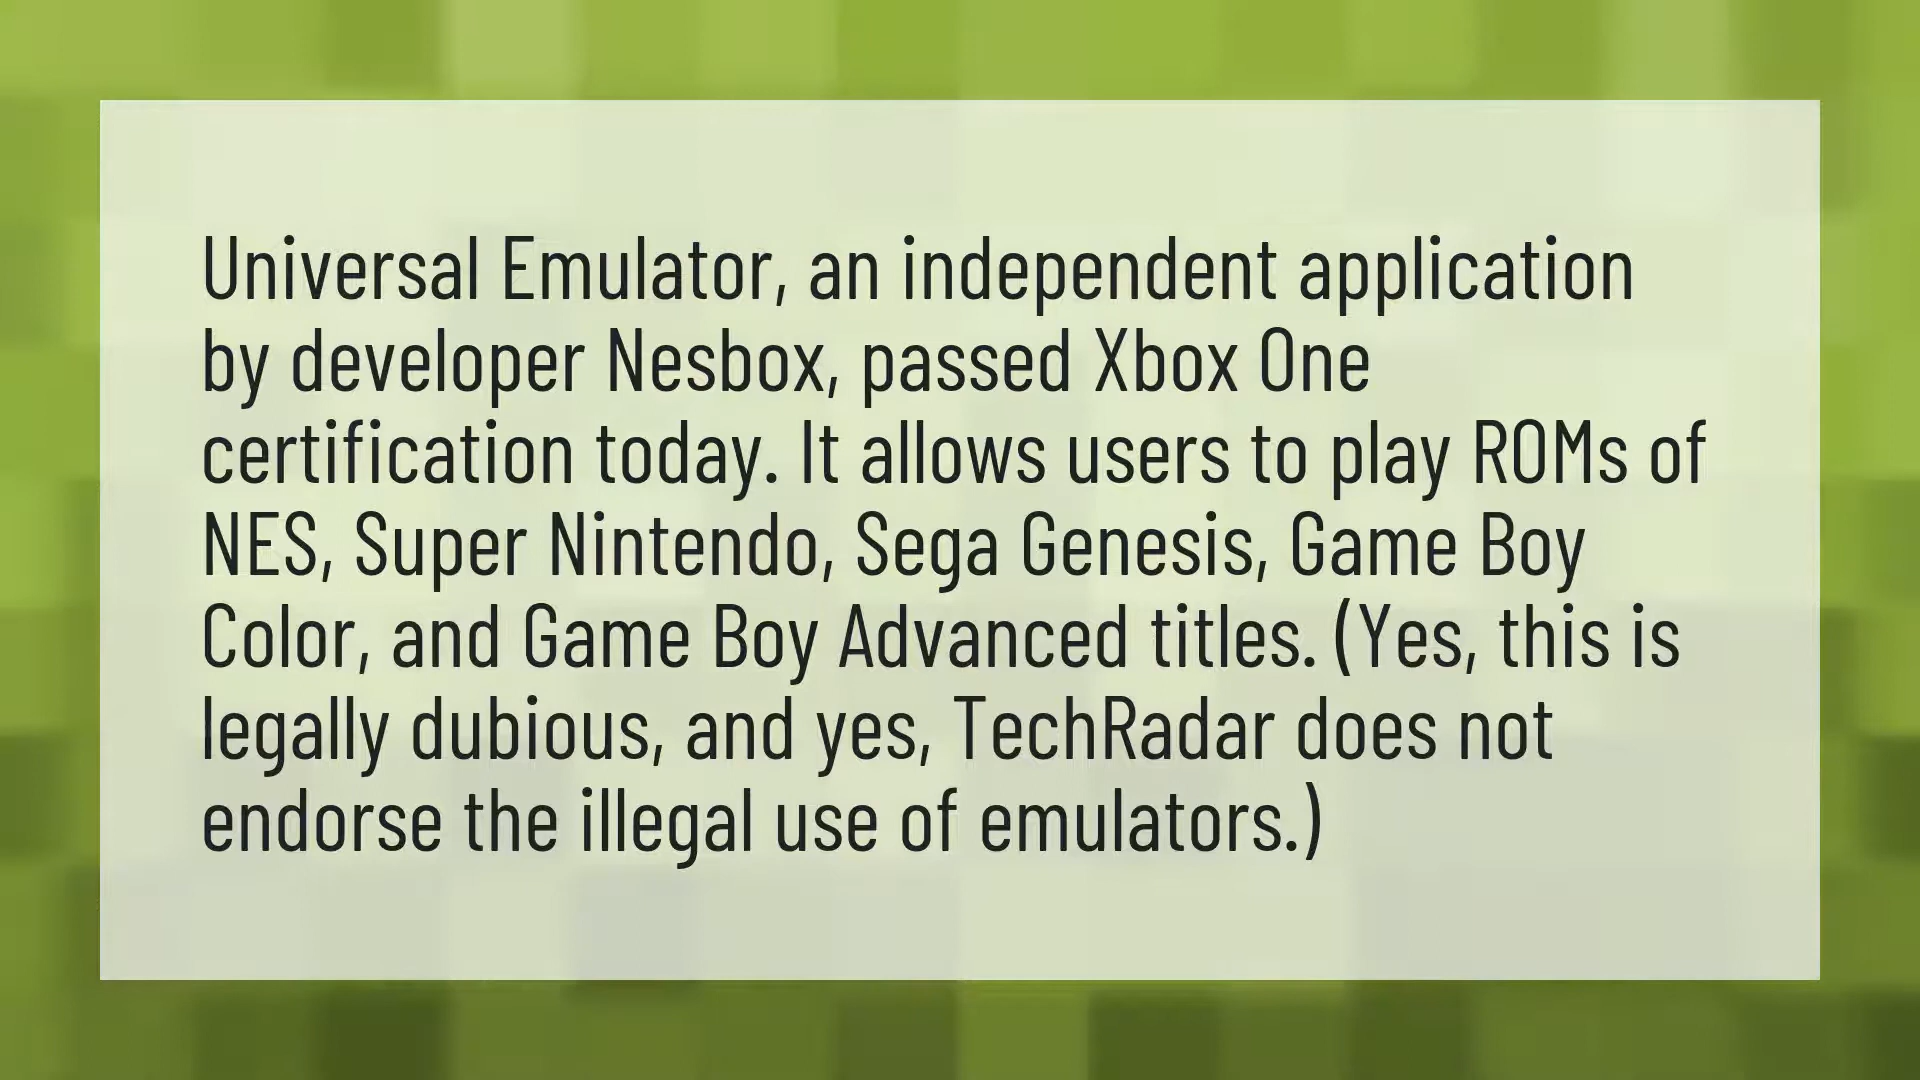 Universal Emulator, an independent application
by developer Nesbox, passed Xbox One
certification today. It allows users to play ROMs of
NES, Super Nintendo, Sega Genesis, Game Boy
Color, and Game Boy Advanced titles. (Yes, this is
legally dubious, and yes, TechRadar does not
endorse the illegal use of emulators.)